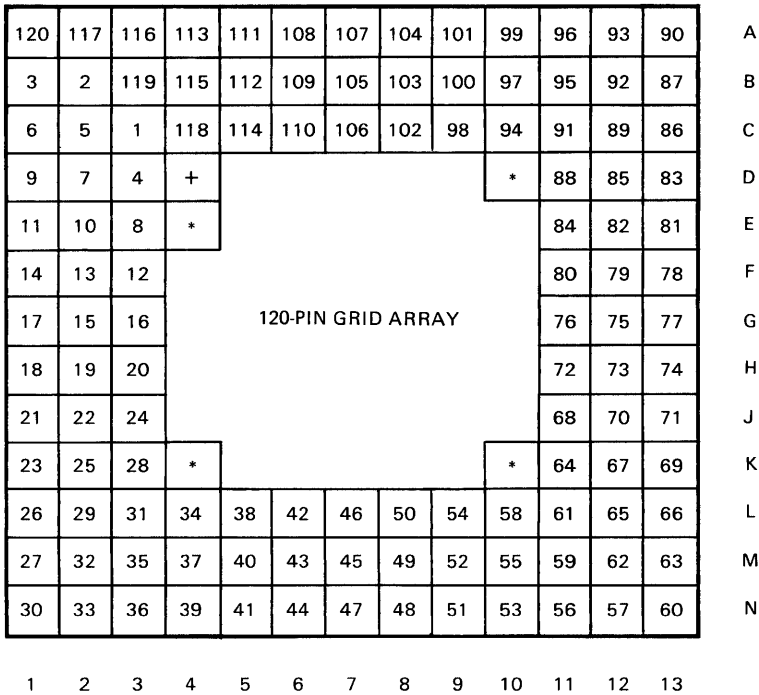 120 117 116 113 111 108 107 104 101 99 96 93 90 A
3 2 119 115 112 109 105 103 100 97 95 92 87 B
6 5 1 118 114 110 106 102 98 94 91 89 86 C
9 7 4 + * 88 85 83 D
11 10 8 * 84 82 81 E
14 13 12 80 79 78 F
17 15 16 120-PIN GRID ARRAY 76 75 77 G
18 19 20 72 73 74 H
21 22 24 68 70 71 J
23 25 28 * * 64 67 69 K
26 29 31 34 38 42 46 50 54 58 61 65 66 L
27 32 35 37 40 43 45 49 52 55 59 62 63 M
30 33 36 39 41 44 47 48 51 53 56 57 60 N
1 2 3 4 5 6 7 8 9 10 11 12 13